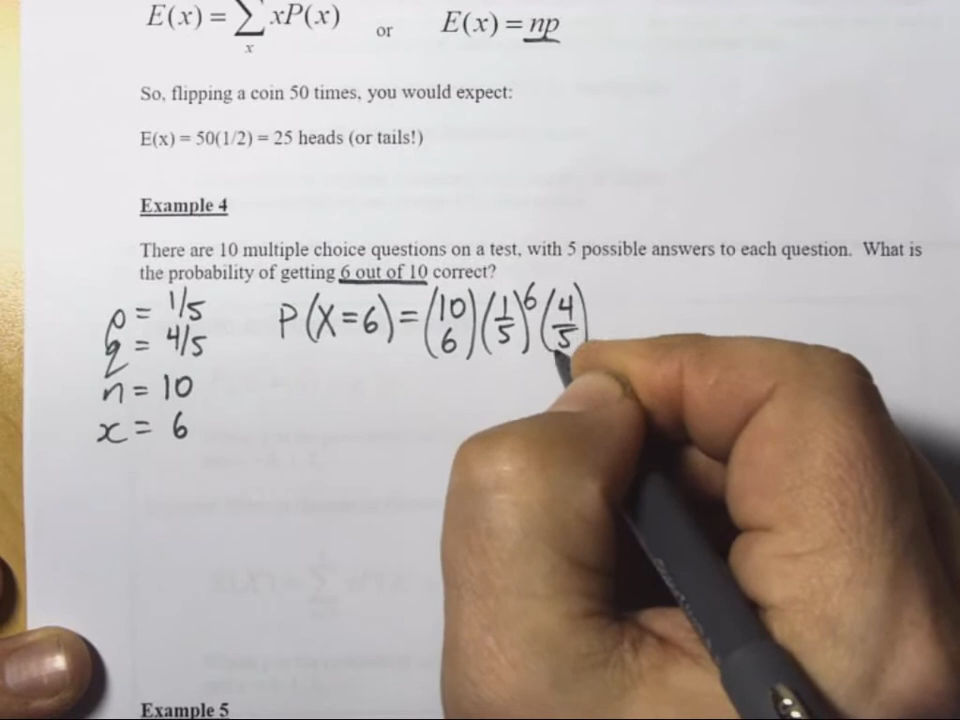 E(x) = ∑ₓ xP(x) or E(x) = np
So, flipping a coin 50 times, you would expect:
E(x) = 50(1/2) = 25 heads (or tails!)
Example 4
There are 10 multiple choice questions on a test, with 5 possible answers to each question. What is
the probability of getting 6 out of 10 correct?
p = 1/5
q = 4/5
n = 10
x = 6
P(X=6) = (10 6)(1/5)^6(4/5)
Example 5